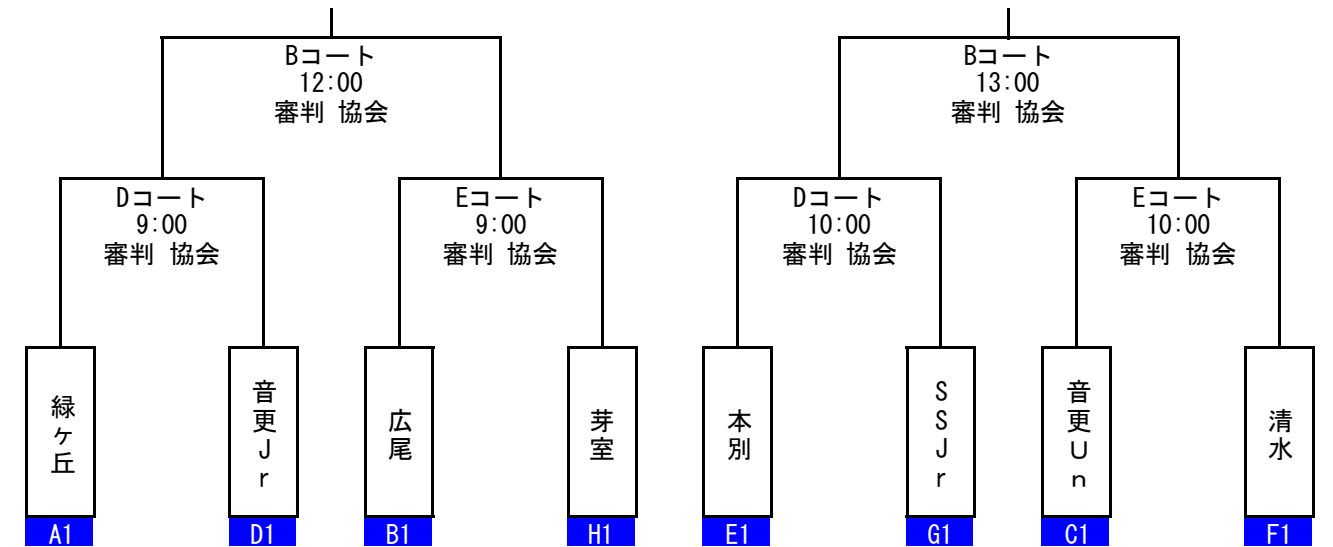 Bコート
12:00
審判 協会
Bコート
13:00
審判 協会
Dコート
9:00
審判 協会
Eコート
9:00
審判 協会
Dコート
10:00
審判 協会
Eコート
10:00
審判 協会
緑ヶ丘
音更Jr
広尾
芽室
本別
SSJr
音更Un
清水
A1
D1
B1
H1
E1
G1
C1
F1